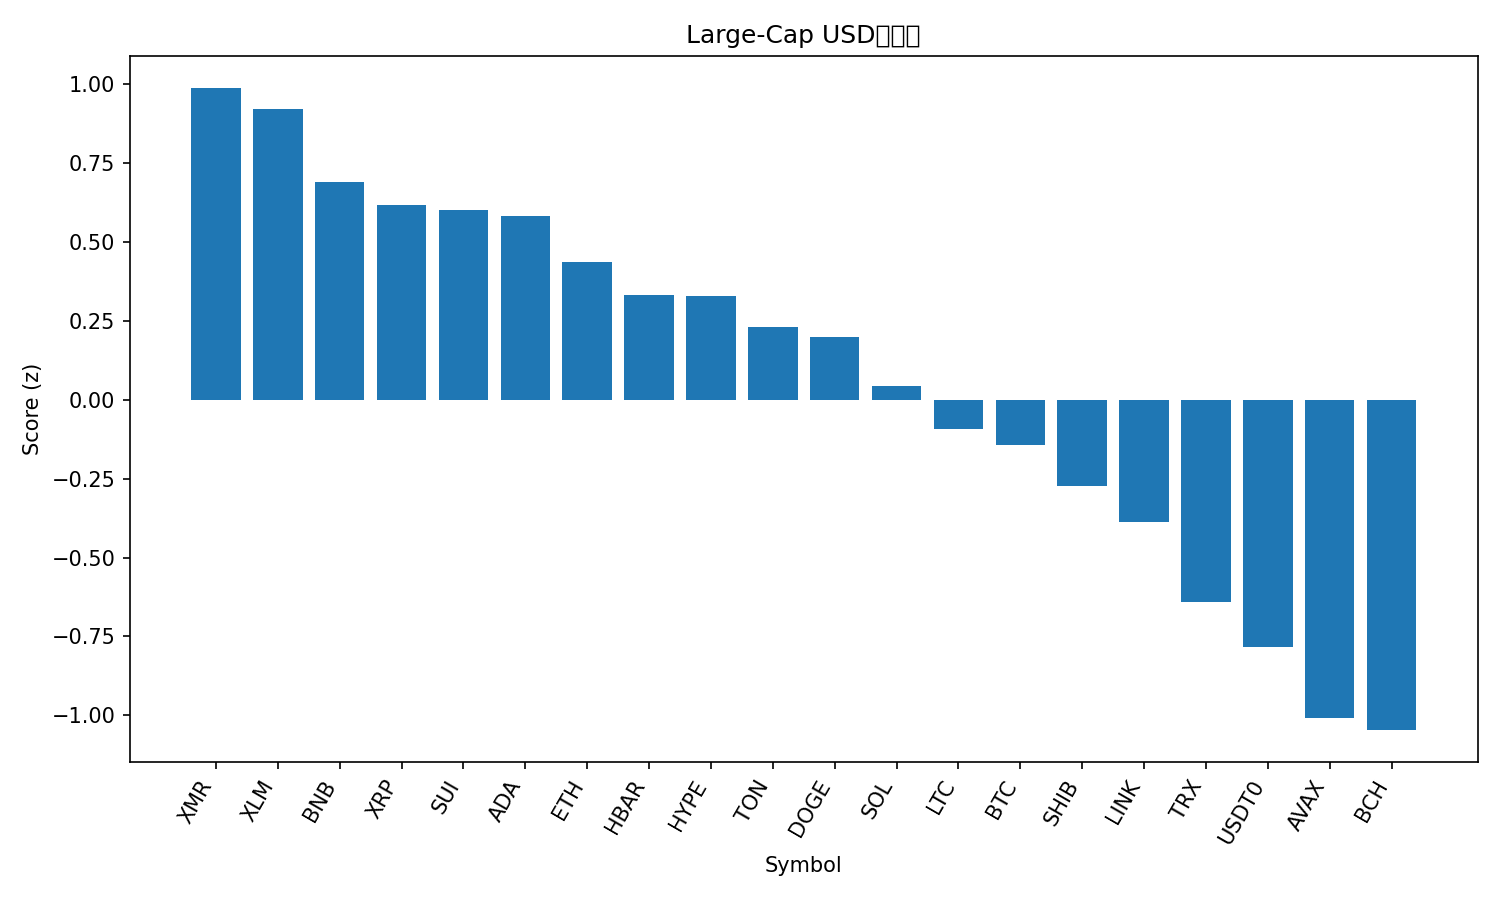 Large-Cap USD
1.00
0.75
0.50
0.25
0.00
−0.25
−0.50
−0.75
−1.00
Score (z)
XMR
XLM
BNB
XRP
SUI
ADA
ETH
HBAR
HYPE
TON
DOGE
SOL
LTC
BTC
SHIB
LINK
TRX
USDT0
AVAX
BCH
Symbol